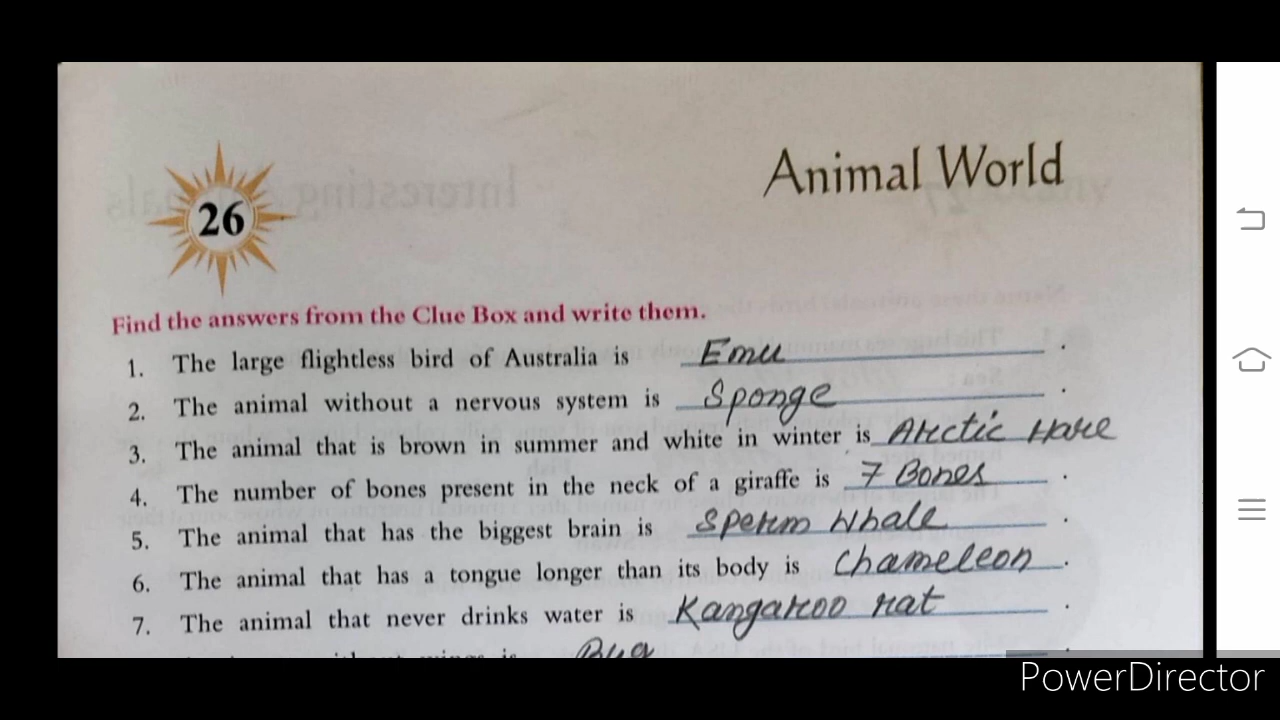 Animal World
26
Find the answers from the Clue Box and write them.
1. The large flightless bird of Australia is Emu.
2. The animal without a nervous system is Sponge.
3. The animal that is brown in summer and white in winter is Arctic Hare
4. The number of bones present in the neck of a giraffe is 7 Bones.
5. The animal that has the biggest brain is Sperm Whale.
6. The animal that has a tongue longer than its body is Chameleon.
7. The animal that never drinks water is Kangaroo rat.
without wings is Bug.
PowerDirector